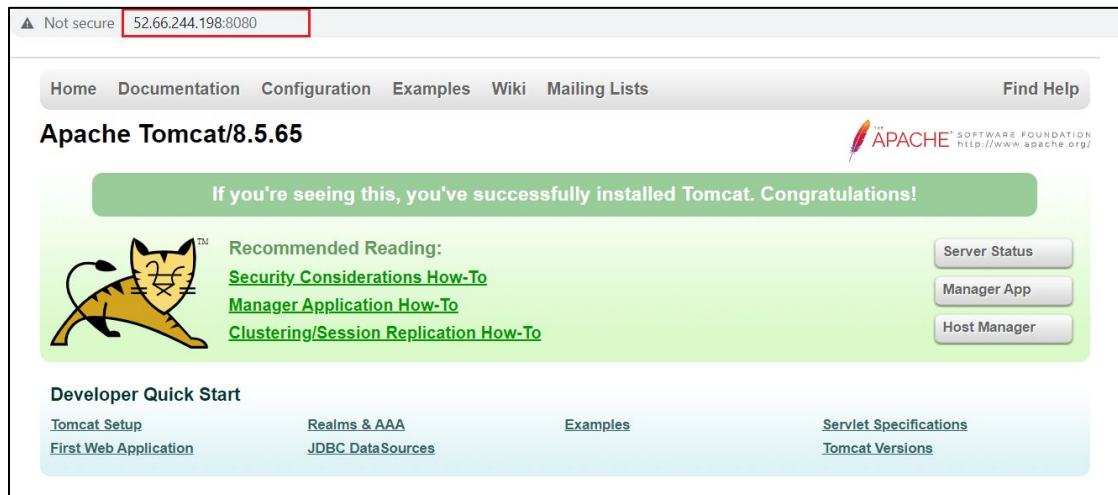 Not secure 52.66.244.198:8080
Home Documentation Configuration Examples Wiki Mailing Lists Find Help
Apache Tomcat/8.5.65
THE
APACHE® SOFTWARE FOUNDATION
http://www.apache.org/
If you're seeing this, you've successfully installed Tomcat. Congratulations!
TM
Recommended Reading:
Security Considerations How-To
Manager Application How-To
Clustering/Session Replication How-To
Server Status
Manager App
Host Manager
Developer Quick Start
Tomcat Setup
First Web Application
Realms & AAA
JDBC DataSources
Examples
Servlet Specifications
Tomcat Versions